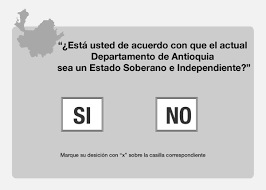 “¿Está usted de acuerdo con que el actual
Departamento de Antioquia
sea un Estado Soberano e Independiente?”
SI NO
Marque su desición con “x” sobre la casilla correspondiente